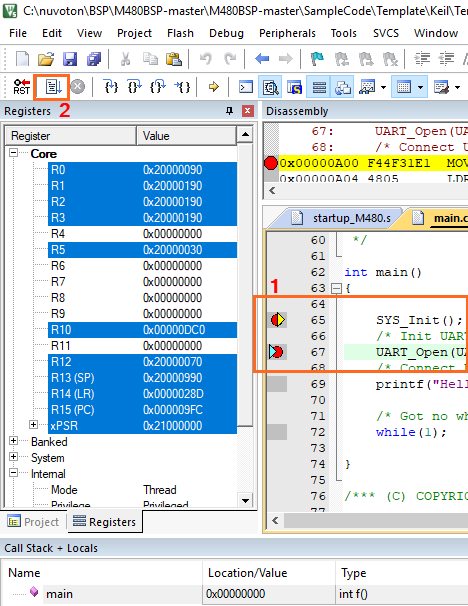 C:\nuvoton\BSP\M480BSP-master\M480BSP-master\SampleCode\Template\Keil\Tem
File Edit View Project Flash Debug Peripherals Tools SVCS Window
RST
2
Registers
Register Value
Core
R0 0x20000090
R1 0x20000190
R2 0x20000190
R3 0x20000190
R4 0x00000000
R5 0x20000030
R6 0x00000000
R7 0x00000000
R8 0x00000000
R9 0x00000000
R10 0x00000DC0
R11 0x00000000
R12 0x20000070
R13 (SP) 0x20000990
R14 (LR) 0x0000028D
R15 (PC) 0x000009FC
xPSR 0x21000000
Banked
System
Internal
Mode Thread
Privilege Privileged
Project Registers
Disassembly
67: UART_Open(UA
68: /* Connect U
0x00000A00 F44F31E1 MOV
0x00000A04 4805 LDR
startup_M480.s main.c
60 */
61
62 int main()
1
63 {
64
65 SYS_Init();
66 /* Init UART
67 UART_Open(UA
68 /* Connect U
69 printf("Hell
70
71 /* Got no wh
72 while(1);
73
74 }
75
76 /*** (C) COPYRIG
77
Call Stack + Locals
Name Location/Value Type
main 0x00000000 int f()